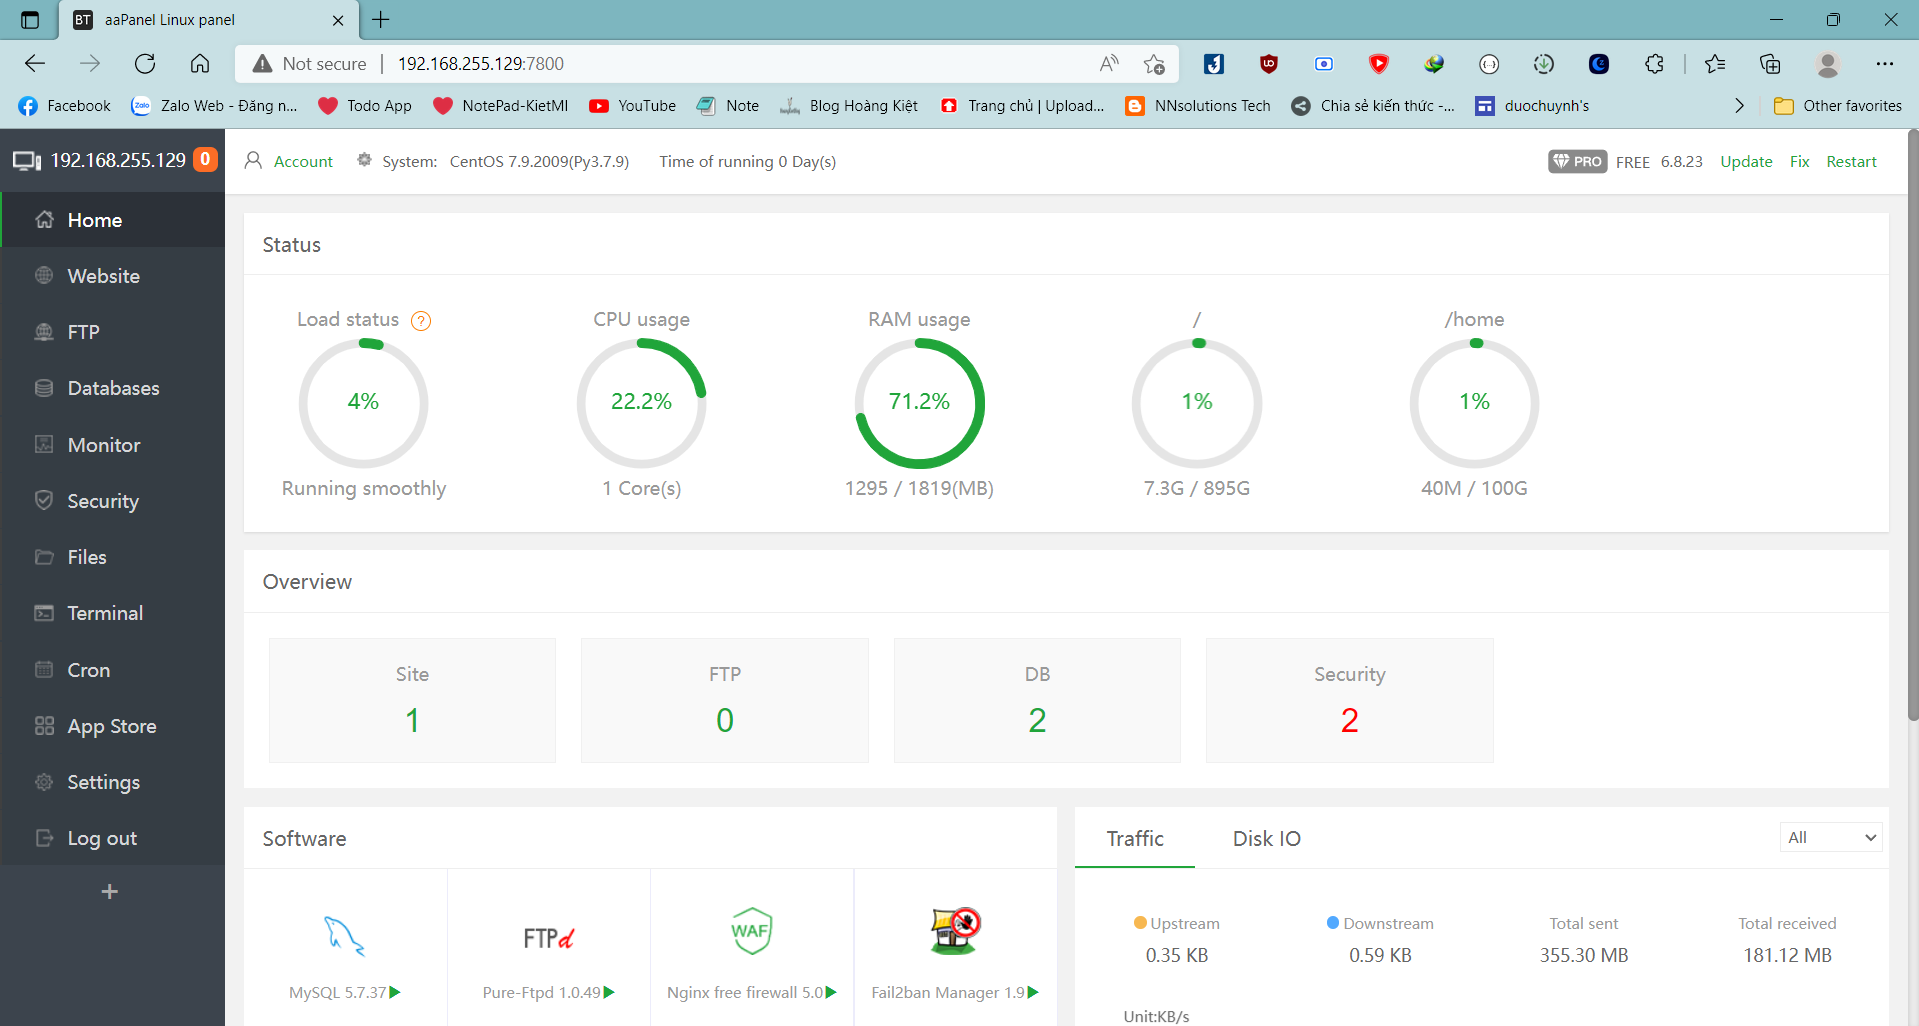 BT aaPanel Linux panel
Not secure 192.168.255.129:7800
Facebook Zalo Web - Đăng n... Todo App NotePad-KietMI YouTube Note Blog Hoàng Kiệt Trang chủ | Upload... NNsolutions Tech Chia sẻ kiến thức -... duochuynh's Other favorites
192.168.255.129 0
Account System: CentOS 7.9.2009(Py3.7.9) Time of running 0 Day(s) PRO FREE 6.8.23 Update Fix Restart
Home
Website
FTP
Databases
Monitor
Security
Files
Terminal
Cron
App Store
Settings
Log out
Status
Load status ? CPU usage RAM usage / /home
4% 22.2% 71.2% 1% 1%
Running smoothly 1 Core(s) 1295 / 1819(MB) 7.3G / 895G 40M / 100G
Overview
Site FTP DB Security
1 0 2 2
Software
FTPd WAF
MySQL 5.7.37 Pure-Ftpd 1.0.49 Nginx free firewall 5.0 Fail2ban Manager 1.9
Traffic Disk IO All
Upstream Downstream Total sent Total received
0.35 KB 0.59 KB 355.30 MB 181.12 MB
Unit:KB/s